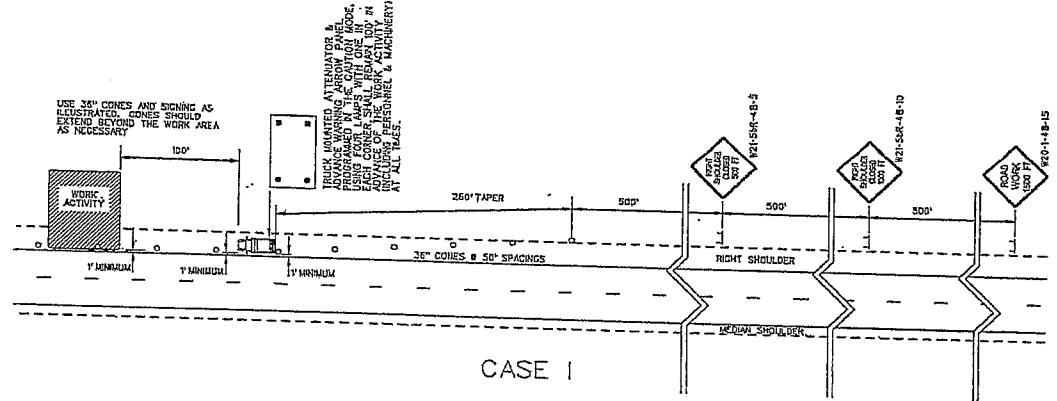 TRUCK MOUNTED ATTENUATOR &
ADVANCE WARNING ARROW PANEL
PROGRAMMED IN THE CAUTION MODE,
USING FOUR LAMPS WITH ONE IN
EACH CORNER, SHALL REMAIN 100' IN
ADVANCE OF THE WORK ACTIVITY
(INCLUDING PERSONNEL & MACHINERY)
AT ALL TIMES.
USE 36" CONES AND SIGNING AS
ILLUSTRATED. CONES SHOULD
EXTEND BEYOND THE WORK AREA
AS NECESSARY
100'
WORK
ACTIVITY
250' TAPER
500'
500'
500'
RIGHT
SHOULDER
CLOSED
500 FT
W21-5bR-48-5
RIGHT
SHOULDER
CLOSED
1000 FT
W21-5bR-48-10
ROAD
WORK
1500 FT
W20-1-48-15
1' MINIMUM
1' MINIMUM
1' MINIMUM
36" CONES @ 50' SPACINGS
RIGHT SHOULDER
MEDIAN SHOULDER
CASE I